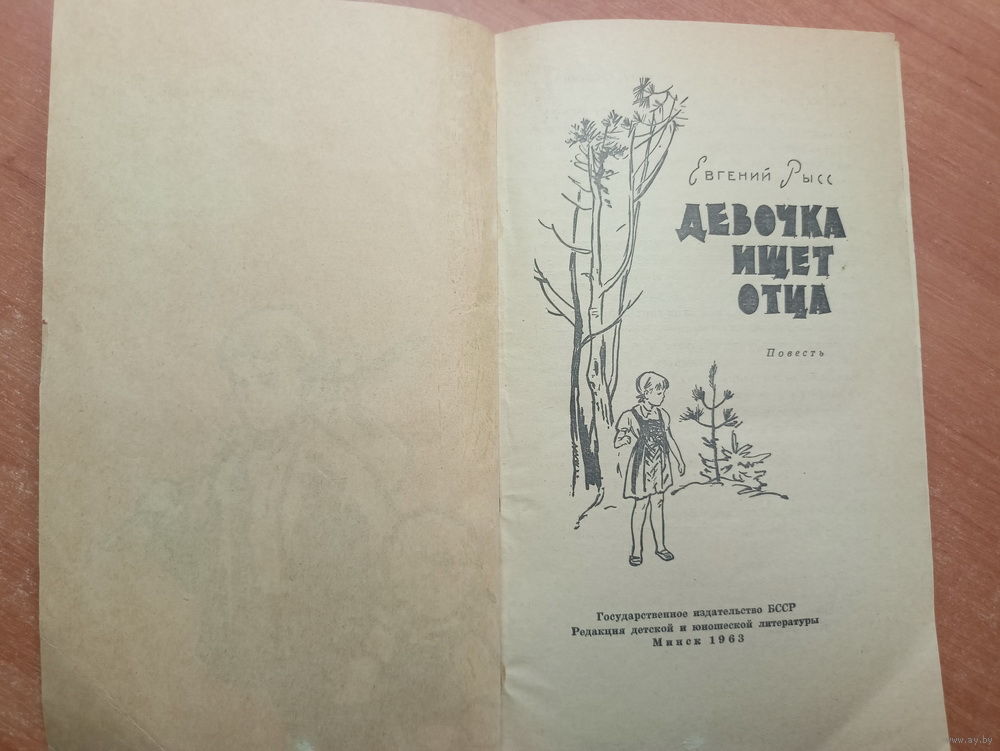 Евгений Рысс
ДЕВОЧКА
ИЩЕТ
ОТЦА
Повесть
Государственное издательство БССР
Редакция детской и юношеской литературы
Минск 1963
www.ay.by